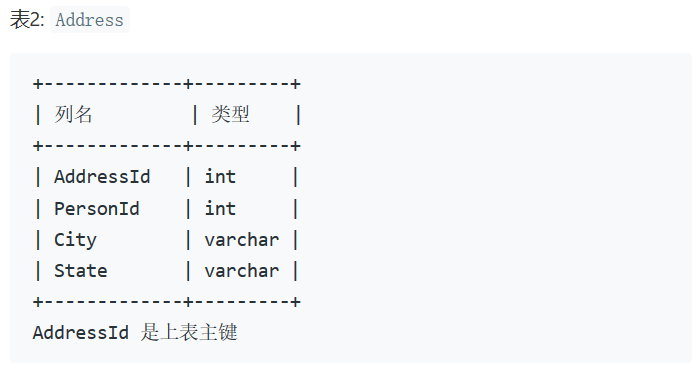 表2: Address
+-------------+---------+
| 列名         | 类型    |
+-------------+---------+
| AddressId   | int     |
| PersonId    | int     |
| City        | varchar |
| State       | varchar |
+-------------+---------+
AddressId 是上表主键